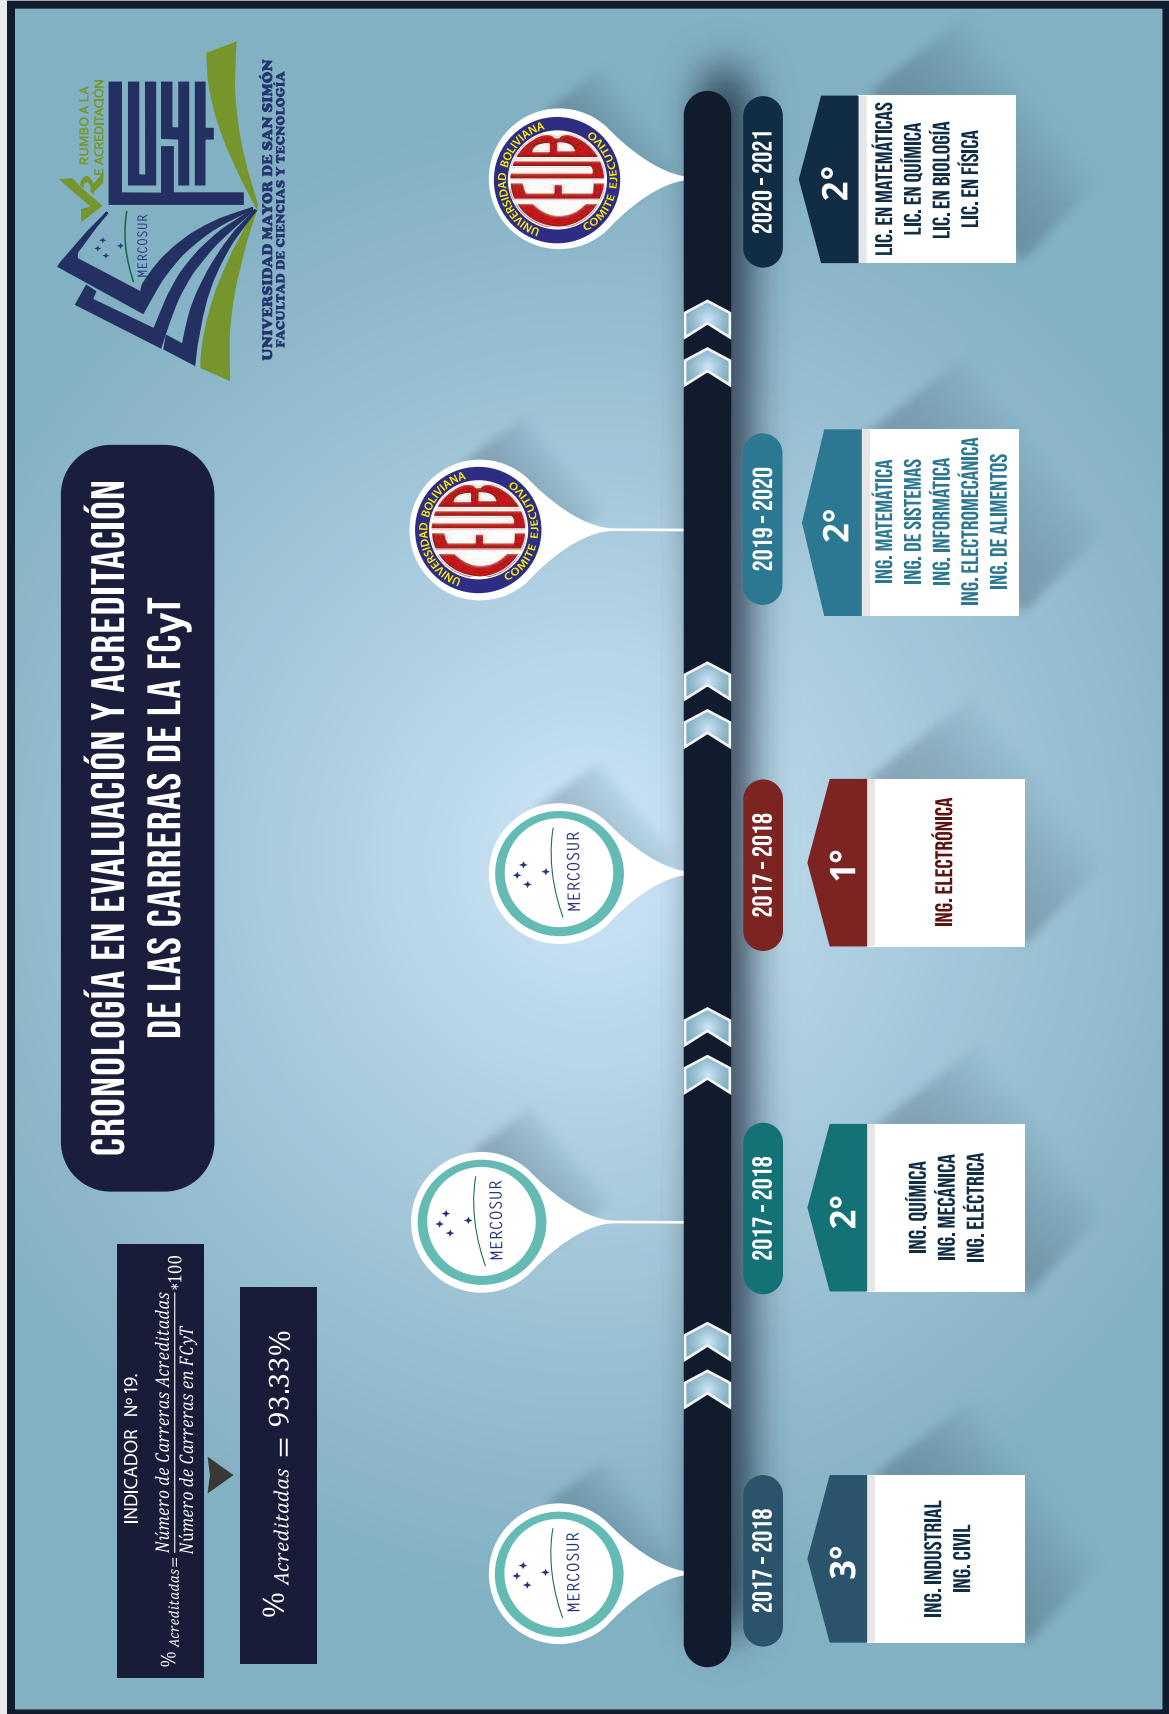 CRONOLOGÍA EN EVALUACIÓN Y ACREDITACIÓN
DE LAS CARRERAS DE LA FCyT
INDICADOR Nº 19.
% Acreditadas= Número de Carreras Acreditadas *100
Número de Carreras en FCyT
% Acreditadas = 93.33%
RUMBO A LA
RE ACREDITACIÓN
MERCOSUR
UNIVERSIDAD MAYOR DE SAN SIMÓN
FACULTAD DE CIENCIAS Y TECNOLOGÍA
MERCOSUR
2017 - 2018
3°
ING. INDUSTRIAL
ING. CIVIL
MERCOSUR
2017 - 2018
2°
ING. QUÍMICA
ING. MECÁNICA
ING. ELÉCTRICA
MERCOSUR
2017 - 2018
1°
ING. ELECTRÓNICA
UNIVERSIDAD BOLIVIANA
CEUB
COMITE EJECUTIVO
2019 - 2020
2°
ING. MATEMÁTICA
ING. DE SISTEMAS
ING. INFORMÁTICA
ING. ELECTROMECÁNICA
ING. DE ALIMENTOS
UNIVERSIDAD BOLIVIANA
CEUB
COMITE EJECUTIVO
2020 - 2021
2°
LIC. EN MATEMÁTICAS
LIC. EN QUÍMICA
LIC. EN BIOLOGÍA
LIC. EN FÍSICA